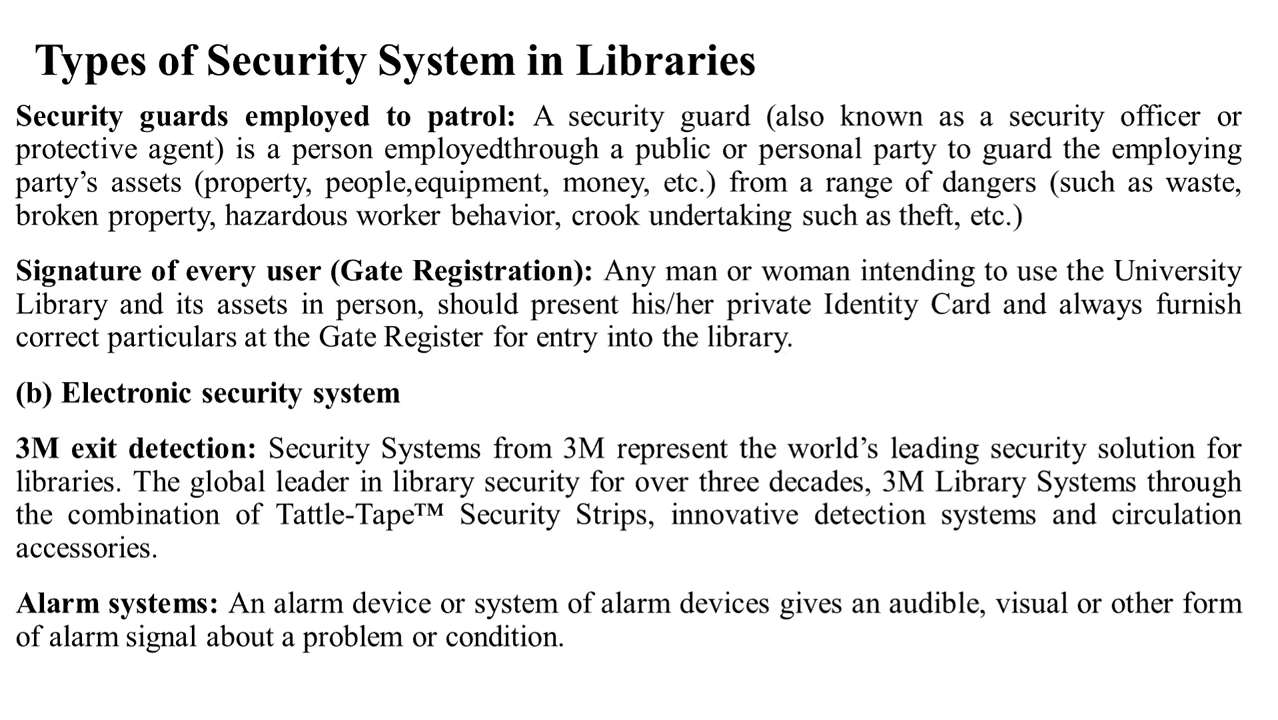 Types of Security System in Libraries
Security guards employed to patrol: A security guard (also known as a security officer or
protective agent) is a person employedthrough a public or personal party to guard the employing
party’s assets (property, people,equipment, money, etc.) from a range of dangers (such as waste,
broken property, hazardous worker behavior, crook undertaking such as theft, etc.)
Signature of every user (Gate Registration): Any man or woman intending to use the University
Library and its assets in person, should present his/her private Identity Card and always furnish
correct particulars at the Gate Register for entry into the library.
(b) Electronic security system
3M exit detection: Security Systems from 3M represent the world’s leading security solution for
libraries. The global leader in library security for over three decades, 3M Library Systems through
the combination of Tattle-Tape™ Security Strips, innovative detection systems and circulation
accessories.
Alarm systems: An alarm device or system of alarm devices gives an audible, visual or other form
of alarm signal about a problem or condition.